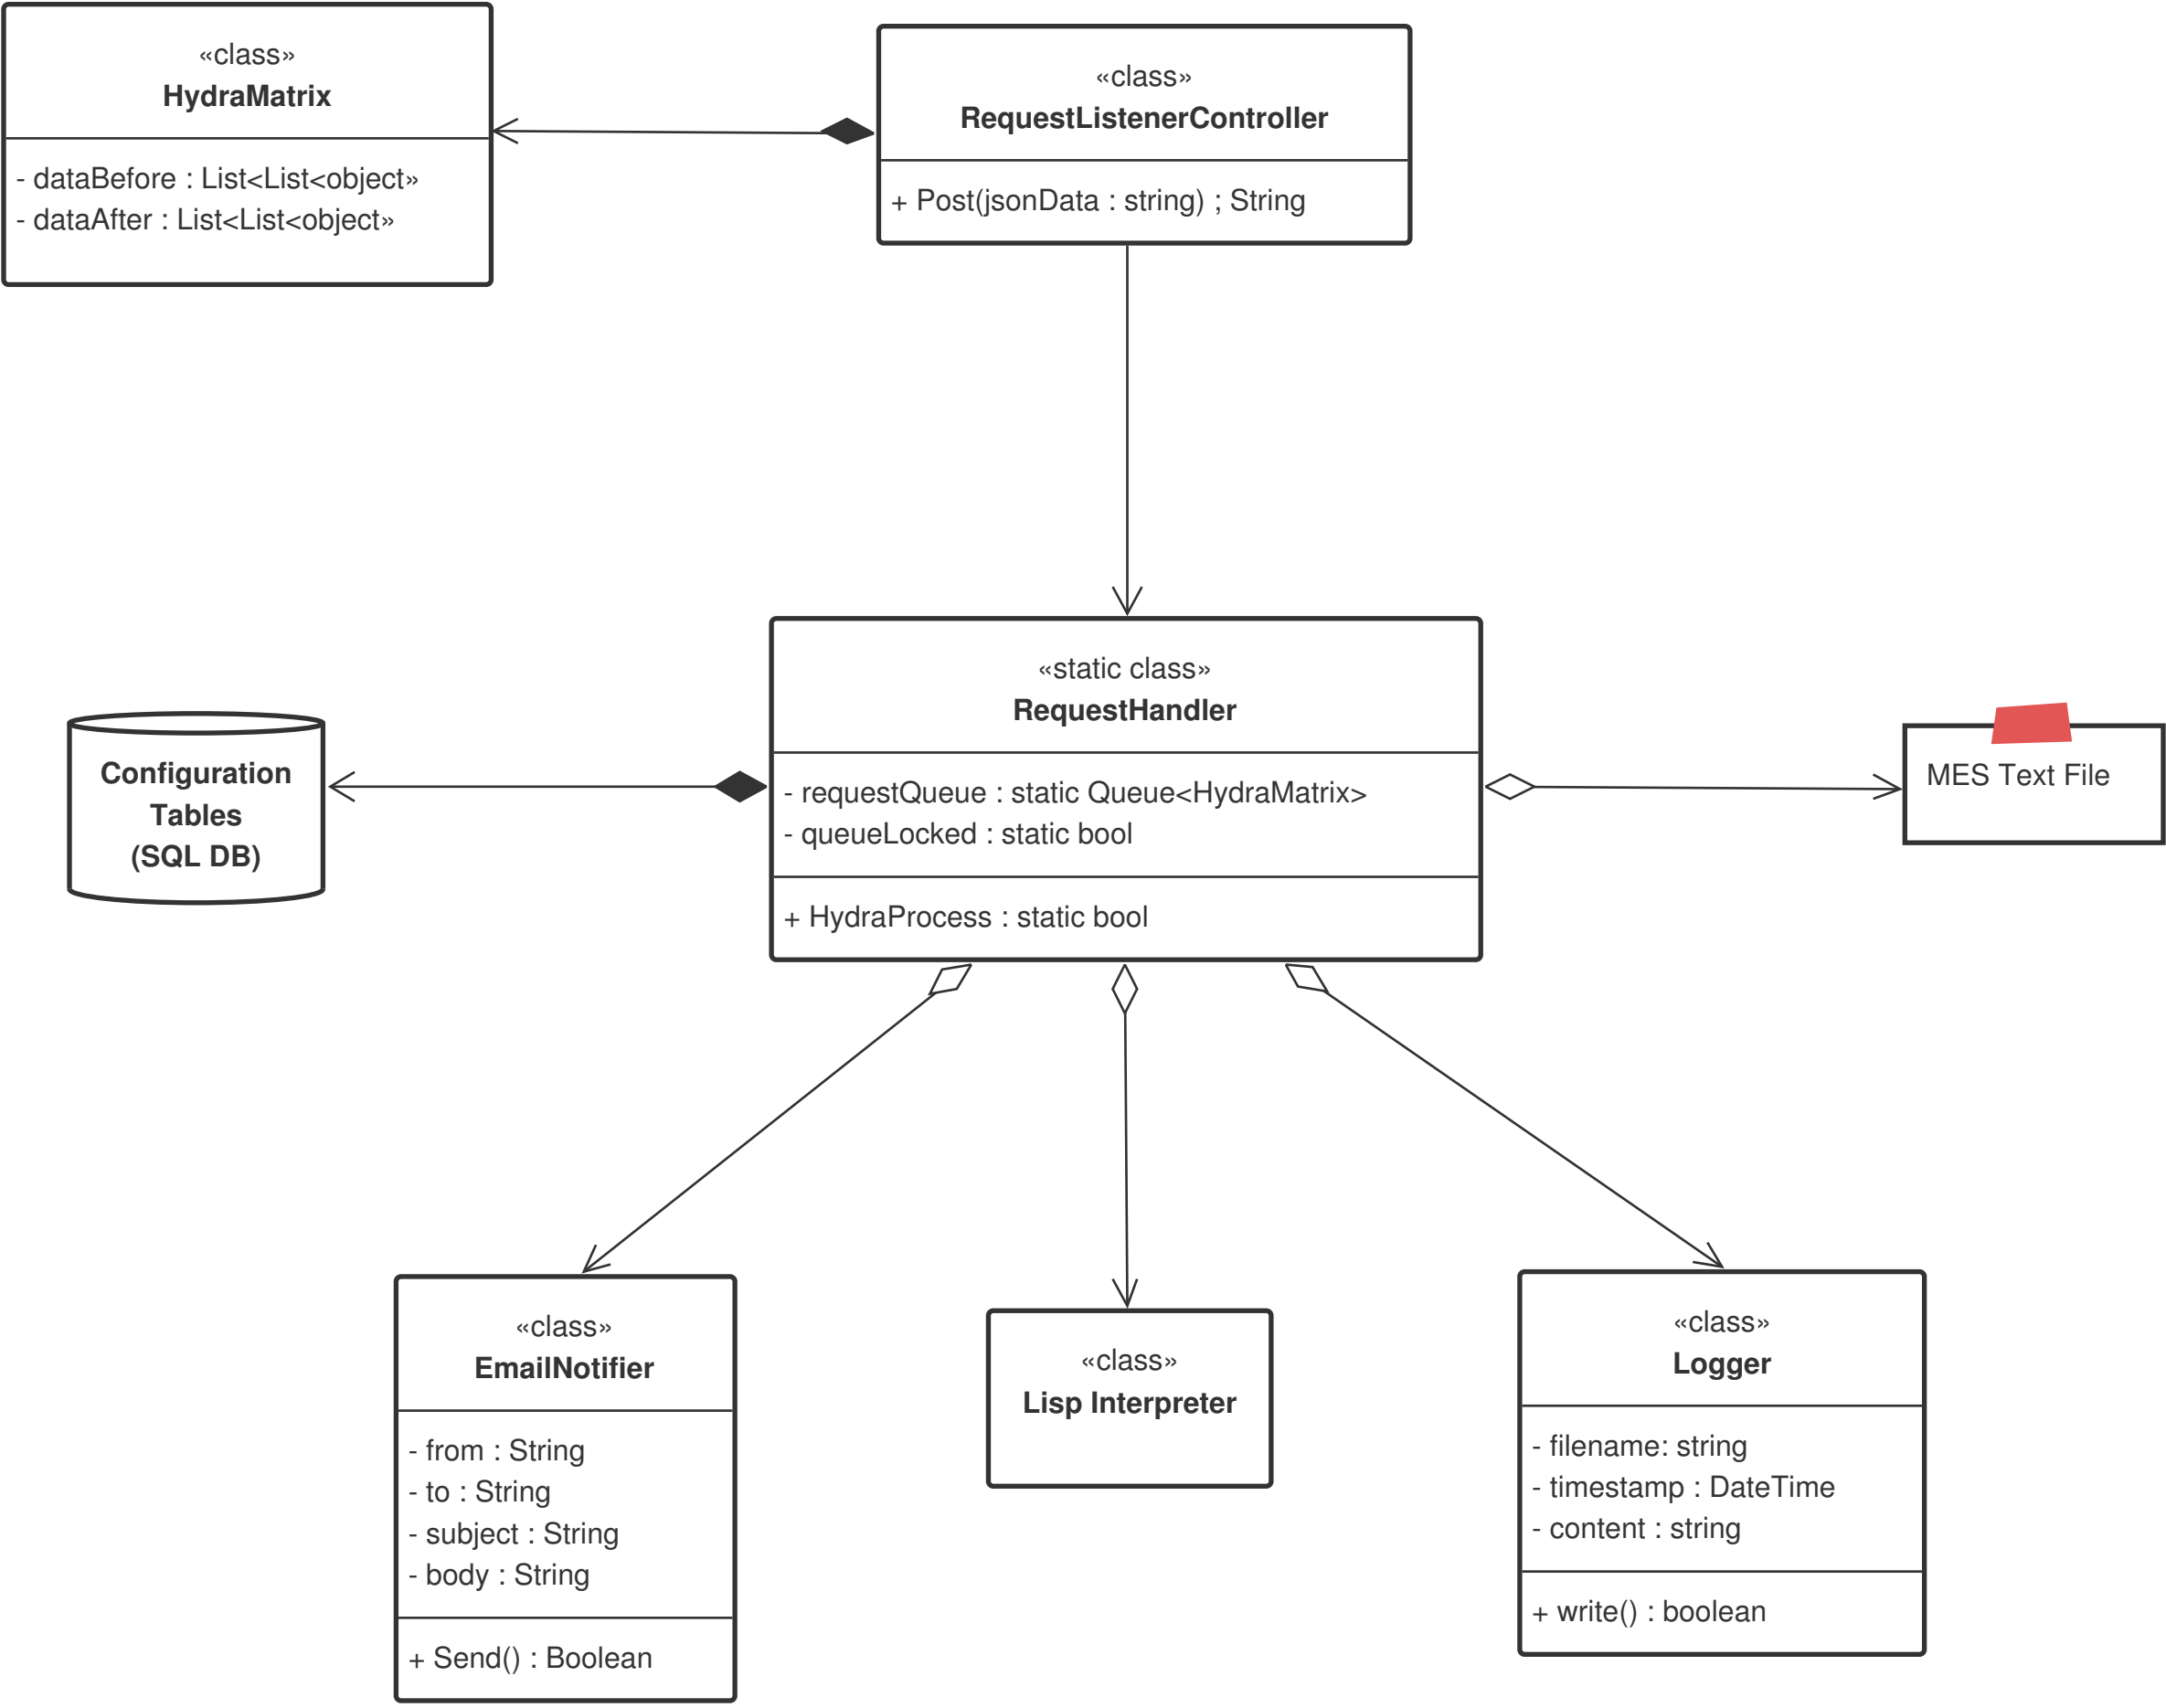 «class»
HydraMatrix
- dataBefore : List<List<object»
- dataAfter : List<List<object»
«class»
RequestListenerController
+ Post(jsonData : string) ; String
«static class»
RequestHandler
- requestQueue : static Queue<HydraMatrix>
- queueLocked : static bool
+ HydraProcess : static bool
Configuration
Tables
(SQL DB)
MES Text File
«class»
EmailNotifier
- from : String
- to : String
- subject : String
- body : String
+ Send() : Boolean
«class»
Lisp Interpreter
«class»
Logger
- filename: string
- timestamp : DateTime
- content : string
+ write() : boolean